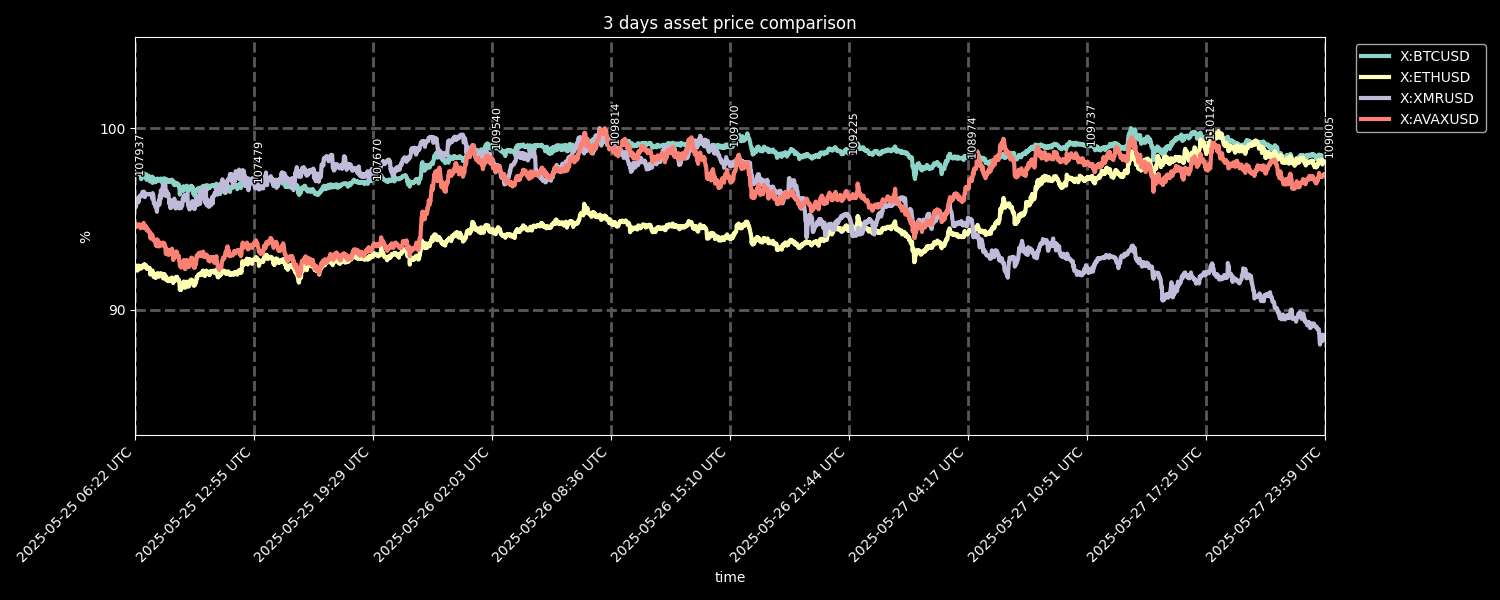 3 days asset price comparison
X:BTCUSD
X:ETHUSD
X:XMRUSD
X:AVAXUSD
100
90
%
107937
107479
107670
109540
109814
109700
109225
108974
109737
110124
109005
2025-05-25 06:22 UTC
2025-05-25 12:55 UTC
2025-05-25 19:29 UTC
2025-05-26 02:03 UTC
2025-05-26 08:36 UTC
2025-05-26 15:10 UTC
2025-05-26 21:44 UTC
2025-05-27 04:17 UTC
2025-05-27 10:51 UTC
2025-05-27 17:25 UTC
2025-05-27 23:59 UTC
time